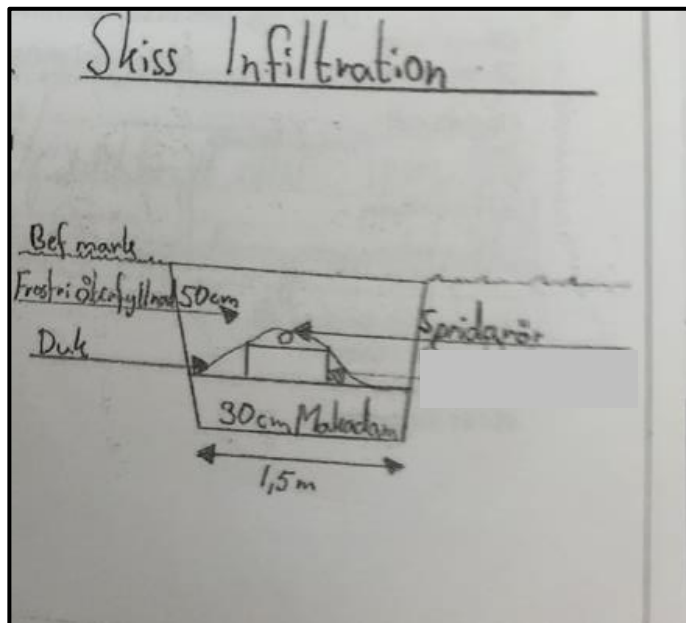 Skiss Infiltration
Bef mark
Frostfri återfyllnad 50cm
Spridarrör
Duk
30cm Makadam
1,5m